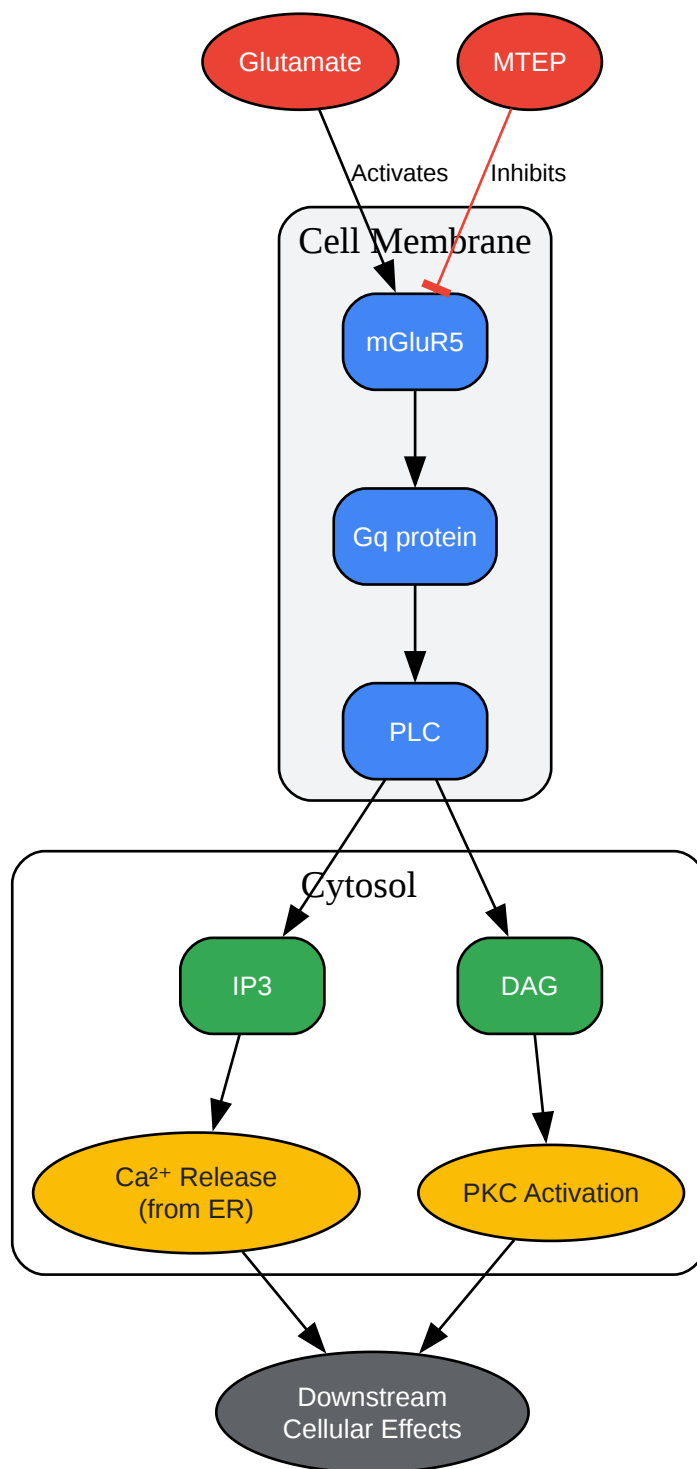 Glutamate
MTEP
Activates
Inhibits
Cell Membrane
mGluR5
Gq protein
PLC
Cytosol
IP3
DAG
Ca²⁺ Release
(from ER)
PKC Activation
Downstream
Cellular Effects